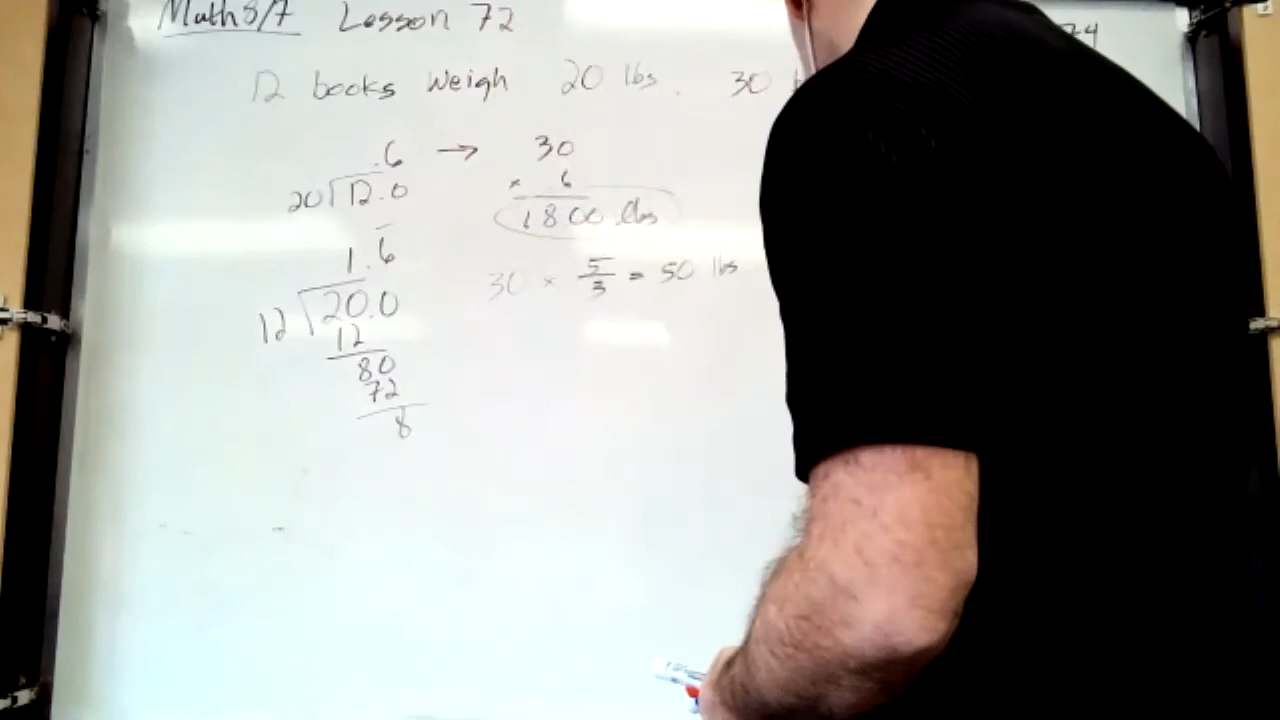 Math 8/7 Lesson 72
12 books weigh 20 lbs. 30
.6 → 30
20 12.0 × 6
1800 lbs
1.6
30 × 5/3 = 50 lbs
12 20.0
12
80
72
8